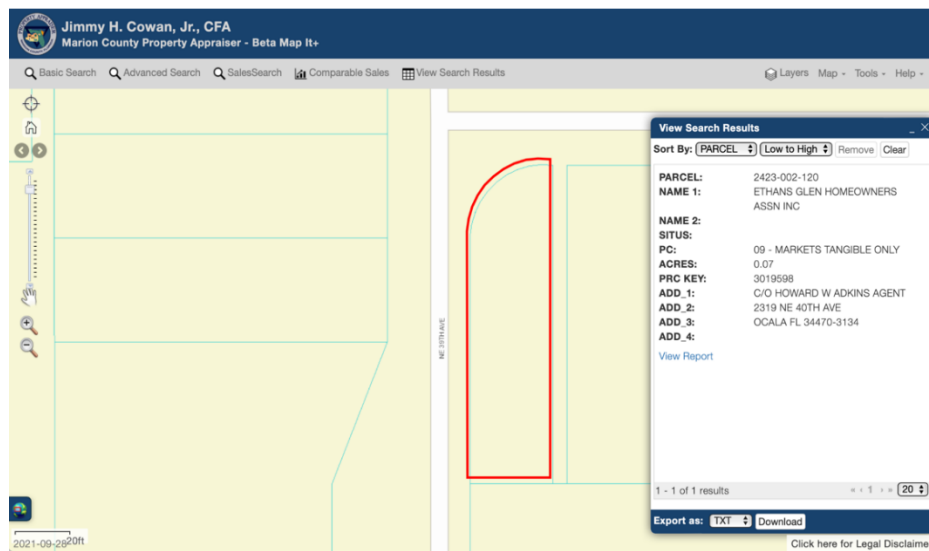 Jimmy H. Cowan, Jr., CFA
Marion County Property Appraiser - Beta Map It+
Basic Search Advanced Search SalesSearch Comparable Sales View Search Results Layers Map Tools Help
View Search Results
Sort By: PARCEL Low to High Remove Clear
PARCEL: 2423-002-120
NAME 1: ETHANS GLEN HOMEOWNERS
ASSN INC
NAME 2:
SITUS:
PC: 09 - MARKETS TANGIBLE ONLY
ACRES: 0.07
PRC KEY: 3019598
ADD_1: C/O HOWARD W ADKINS AGENT
ADD_2: 2319 NE 40TH AVE
ADD_3: OCALA FL 34470-3134
ADD_4:
View Report
NE 39TH AVE
1 - 1 of 1 results « ‹ 1 › » 20
Export as: TXT Download
2021-09-28 20ft
Click here for Legal Disclaime